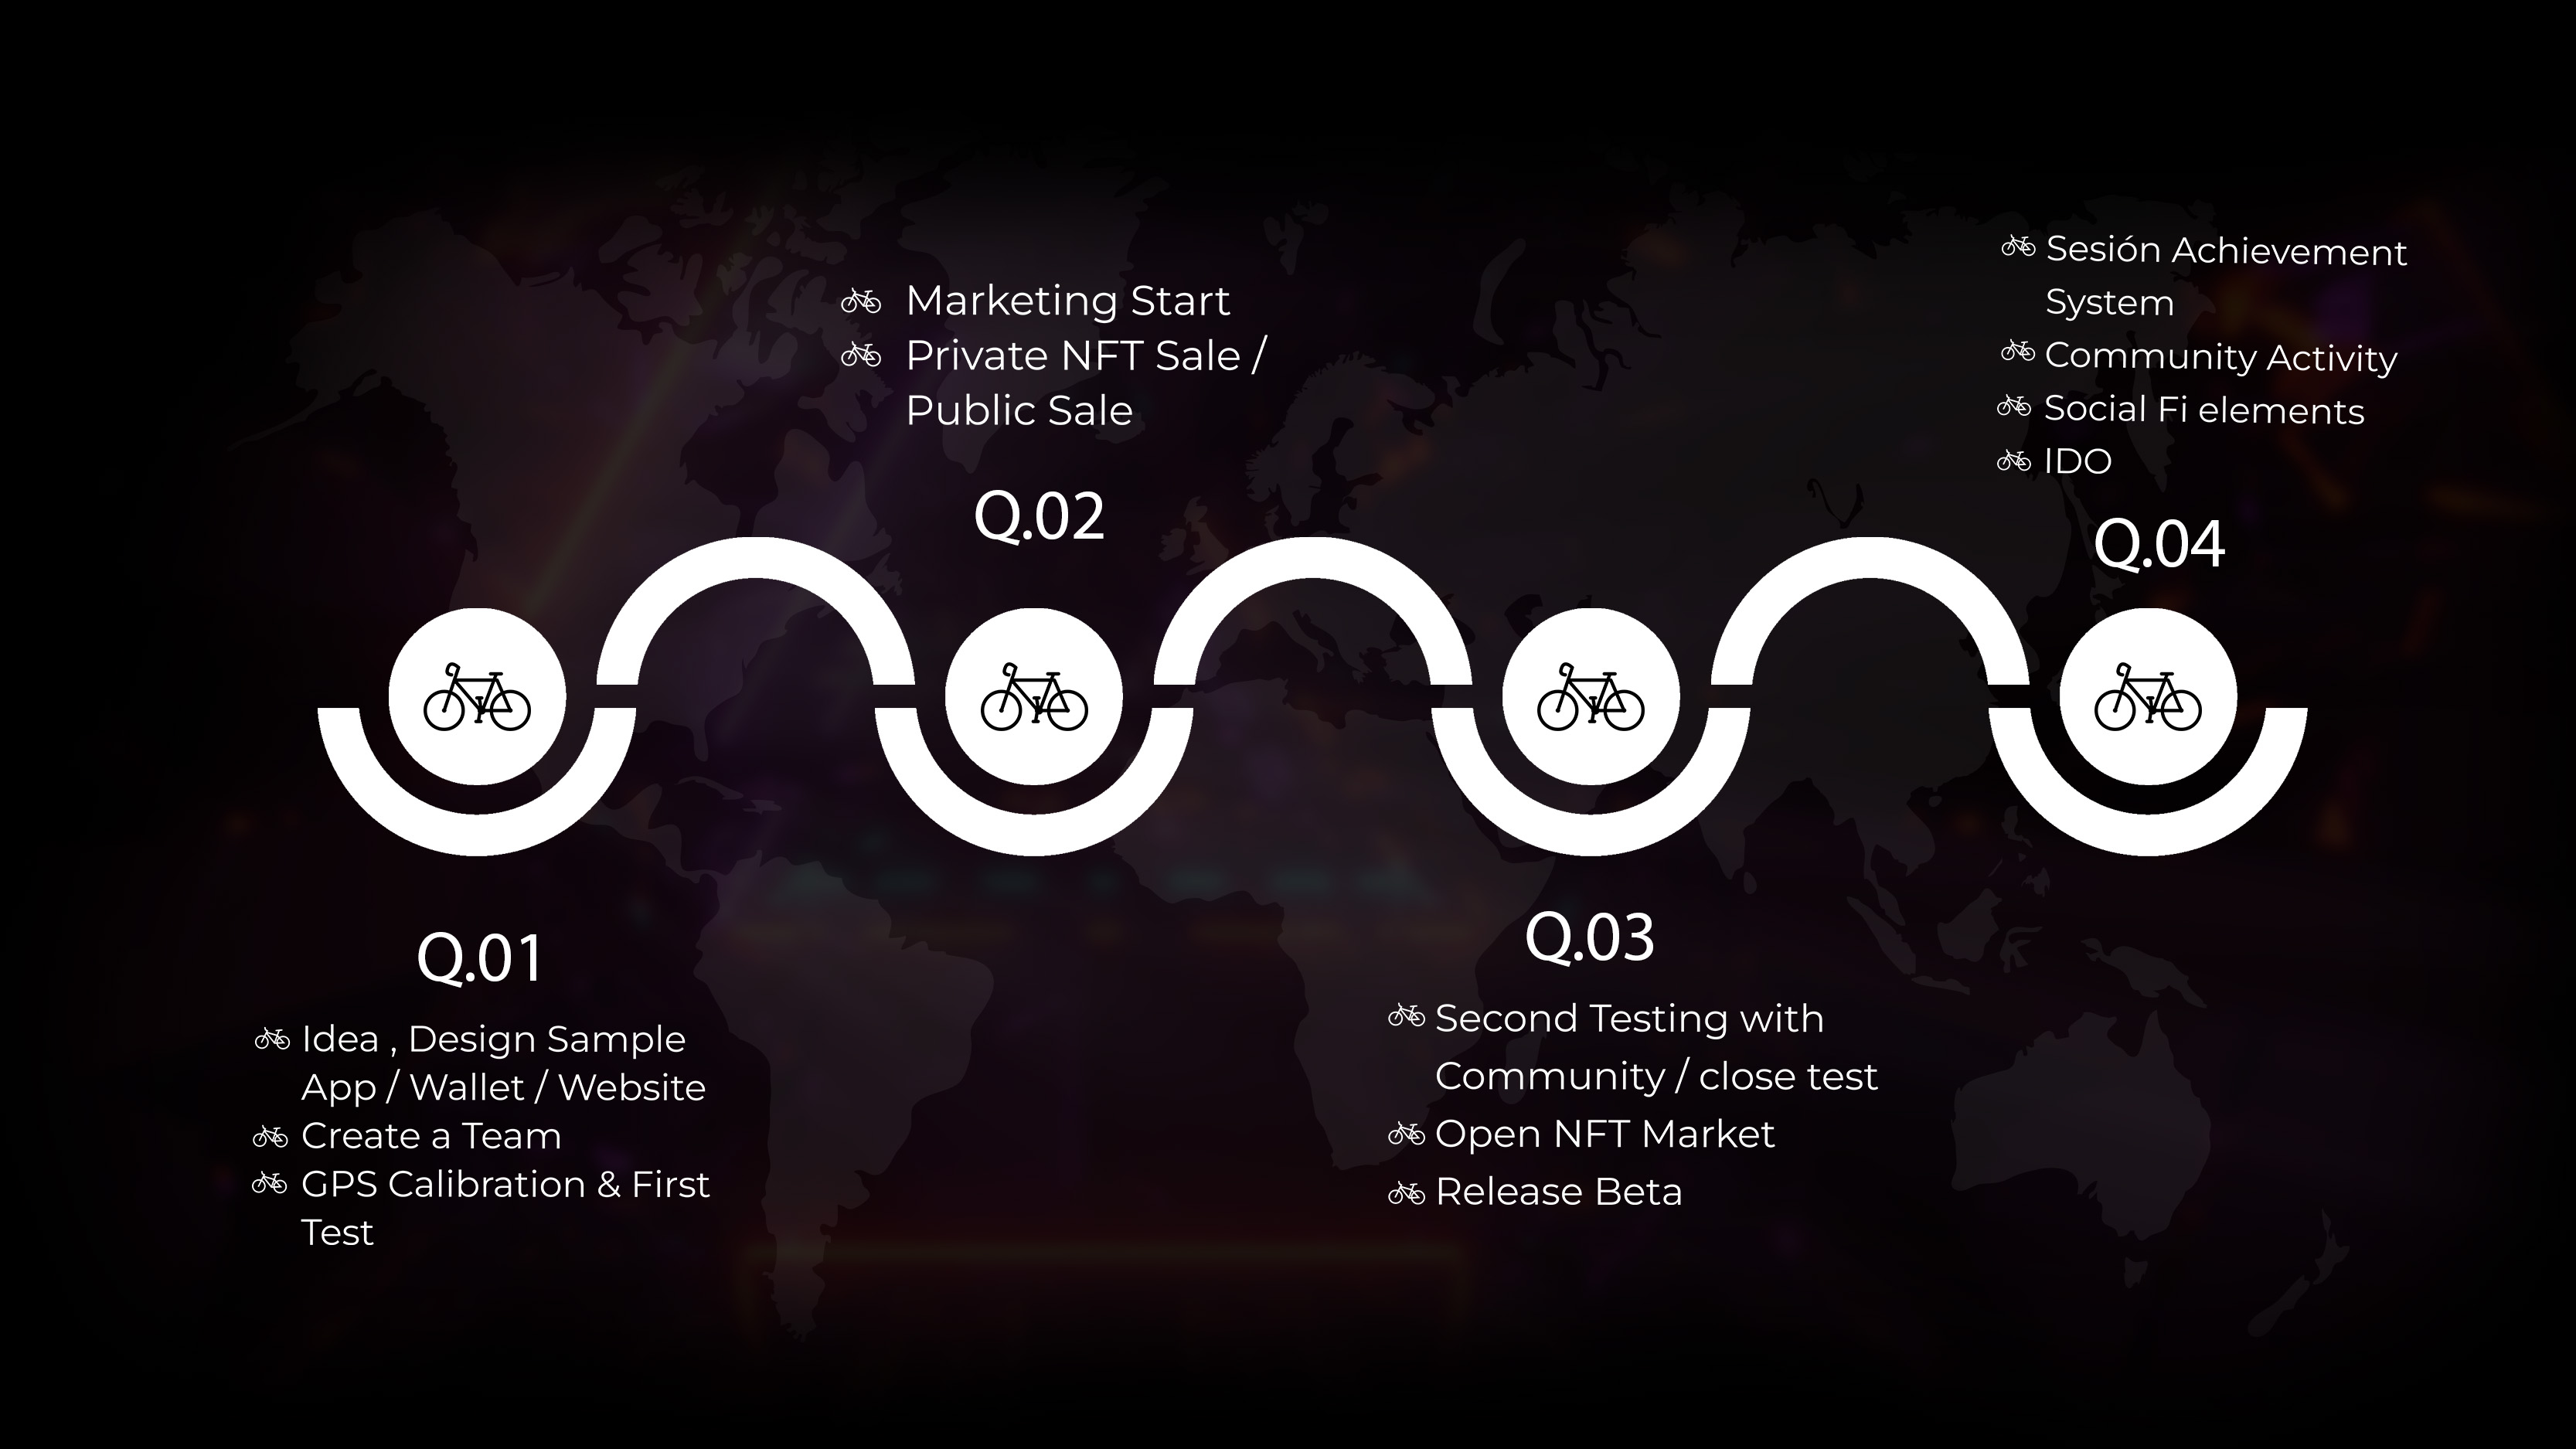 Q.01
Idea , Design Sample
App / Wallet / Website
Create a Team
GPS Calibration & First
Test
Marketing Start
Private NFT Sale /
Public Sale
Q.02
Q.03
Second Testing with
Community / close test
Open NFT Market
Release Beta
Sesión Achievement
System
Community Activity
Social Fi elements
IDO
Q.04